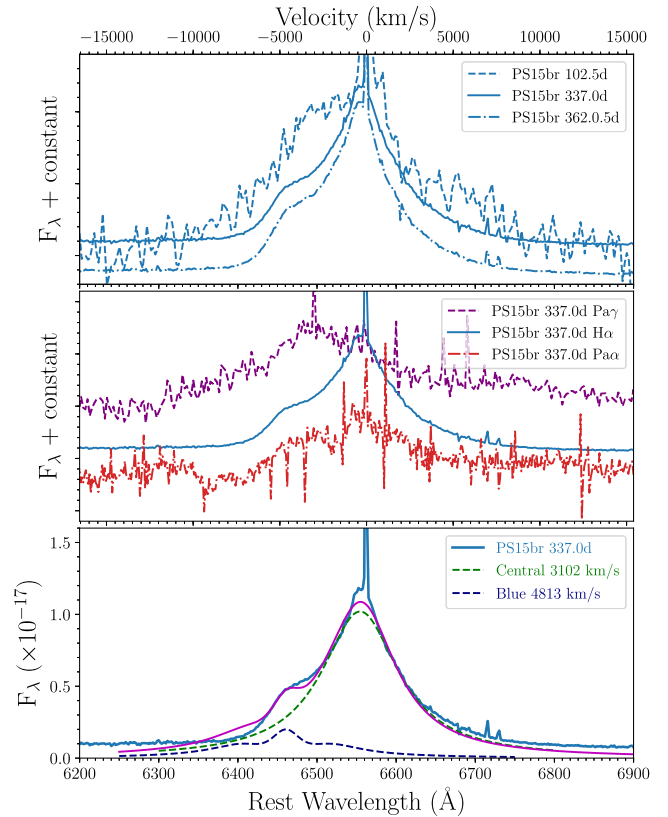 Velocity (km/s)
−15000 −10000 −5000 0 5000 10000 15000
F_λ + constant
PS15br 102.5d
PS15br 337.0d
PS15br 362.0.5d
F_λ + constant
PS15br 337.0d Paγ
PS15br 337.0d Hα
PS15br 337.0d Paα
F_λ (×10^−17)
1.5
1.0
0.5
0.0
PS15br 337.0d
Central 3102 km/s
Blue 4813 km/s
6200 6300 6400 6500 6600 6700 6800 6900
Rest Wavelength (Å)